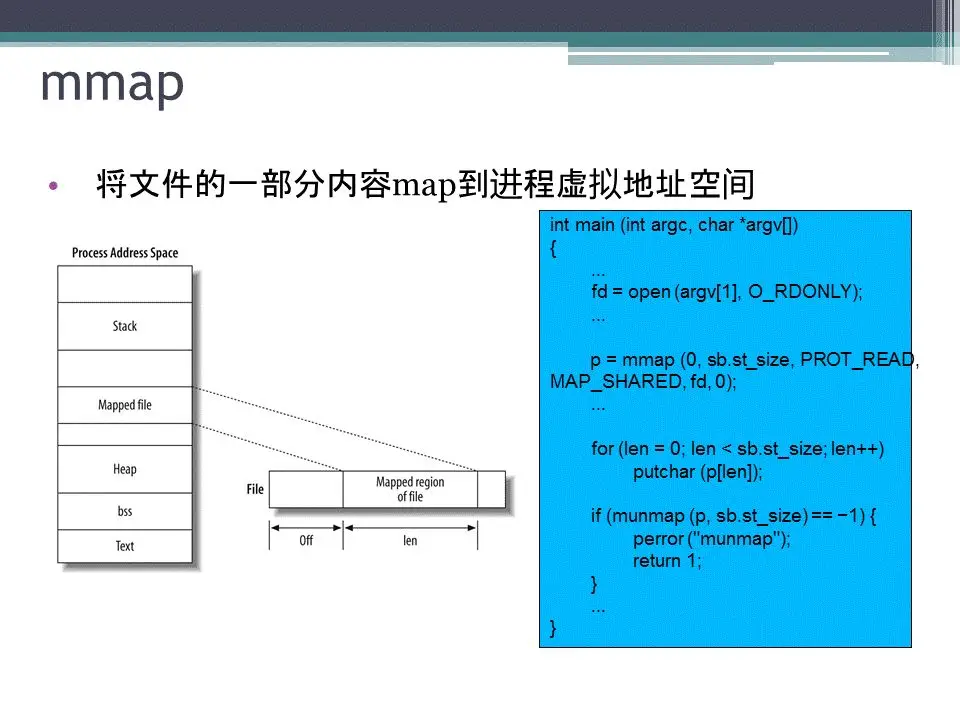 mmap
• 将文件的一部分内容map到进程虚拟地址空间
Process Address Space
Stack
Mapped file
Heap
bss
Text
File
Mapped region
of file
Off
len
int main (int argc, char *argv[])
{
...
fd = open (argv[1], O_RDONLY);
...
p = mmap (0, sb.st_size, PROT_READ,
MAP_SHARED, fd, 0);
...
for (len = 0; len < sb.st_size; len++)
putchar (p[len]);
if (munmap (p, sb.st_size) == −1) {
perror ("munmap");
return 1;
}
...
}